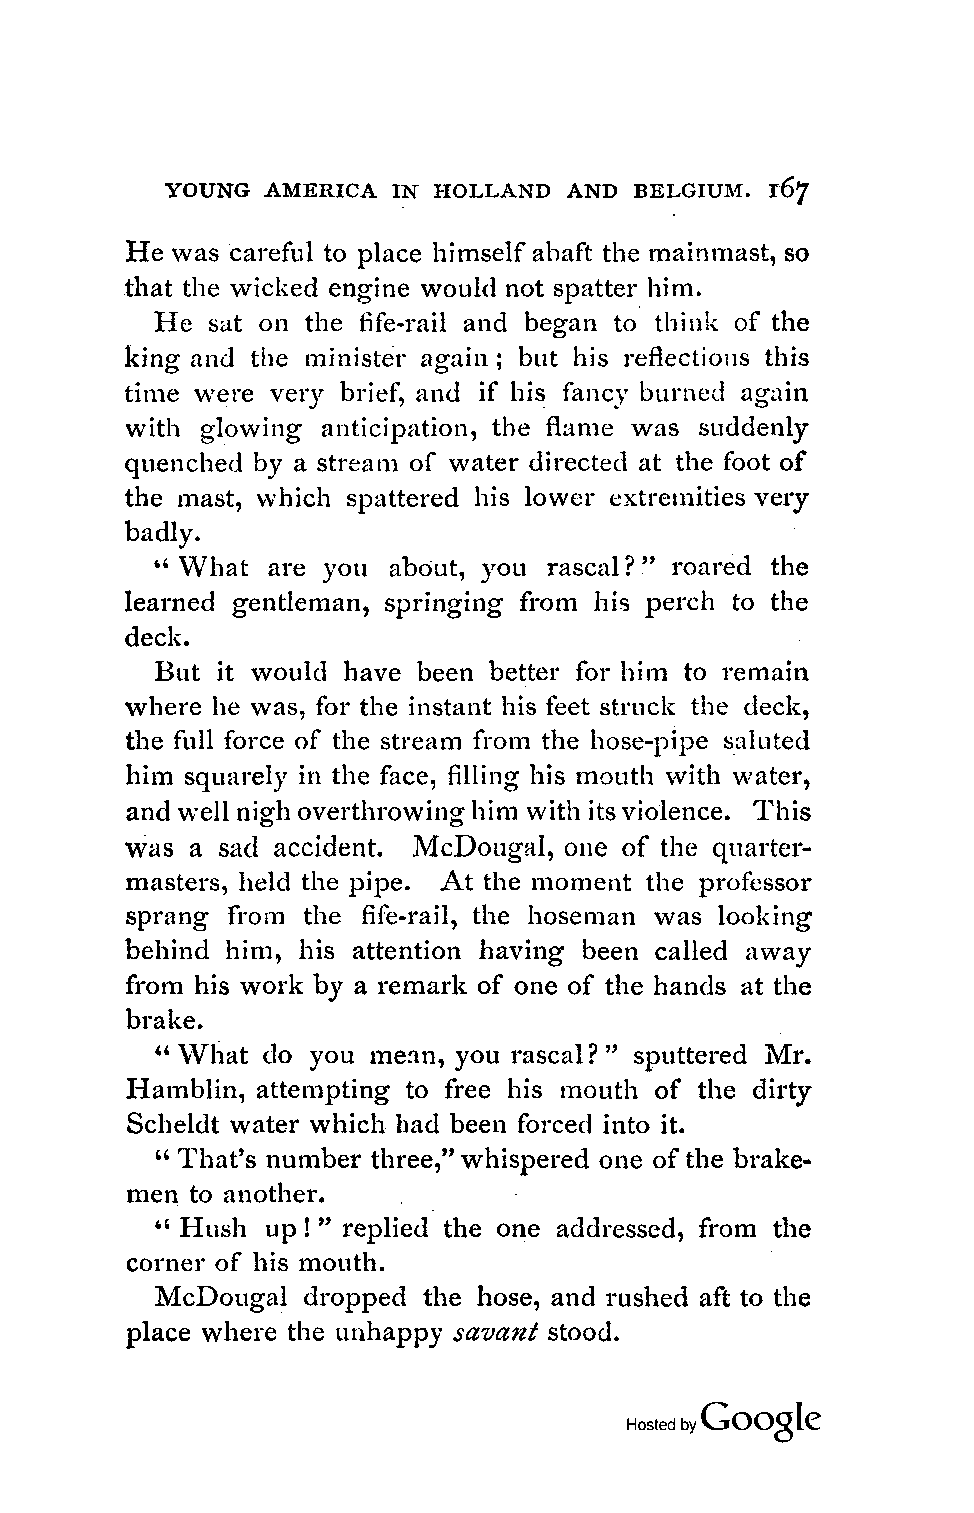 YOUNG AMERICA IN HOLLAND AND BELGIUM. 167
He was careful to place himself abaft the mainmast, so
that the wicked engine would not spatter him.
He sat on the fife-rail and began to think of the
king and the minister again; but his reflections this
time were very brief, and if his fancy burned again
with glowing anticipation, the flame was suddenly
quenched by a stream of water directed at the foot of
the mast, which spattered his lower extremities very
badly.
"What are you about, you rascal?" roared the
learned gentleman, springing from his perch to the
deck.
But it would have been better for him to remain
where he was, for the instant his feet struck the deck,
the full force of the stream from the hose-pipe saluted
him squarely in the face, filling his mouth with water,
and well nigh overthrowing him with its violence. This
was a sad accident. McDougal, one of the quarter-
masters, held the pipe. At the moment the professor
sprang from the fife-rail, the hoseman was looking
behind him, his attention having been called away
from his work by a remark of one of the hands at the
brake.
"What do you mean, you rascal?" sputtered Mr.
Hamblin, attempting to free his mouth of the dirty
Scheldt water which had been forced into it.
"That's number three," whispered one of the brake-
men to another.
"Hush up!" replied the one addressed, from the
corner of his mouth.
McDougal dropped the hose, and rushed aft to the
place where the unhappy savant stood.
Hosted by Google